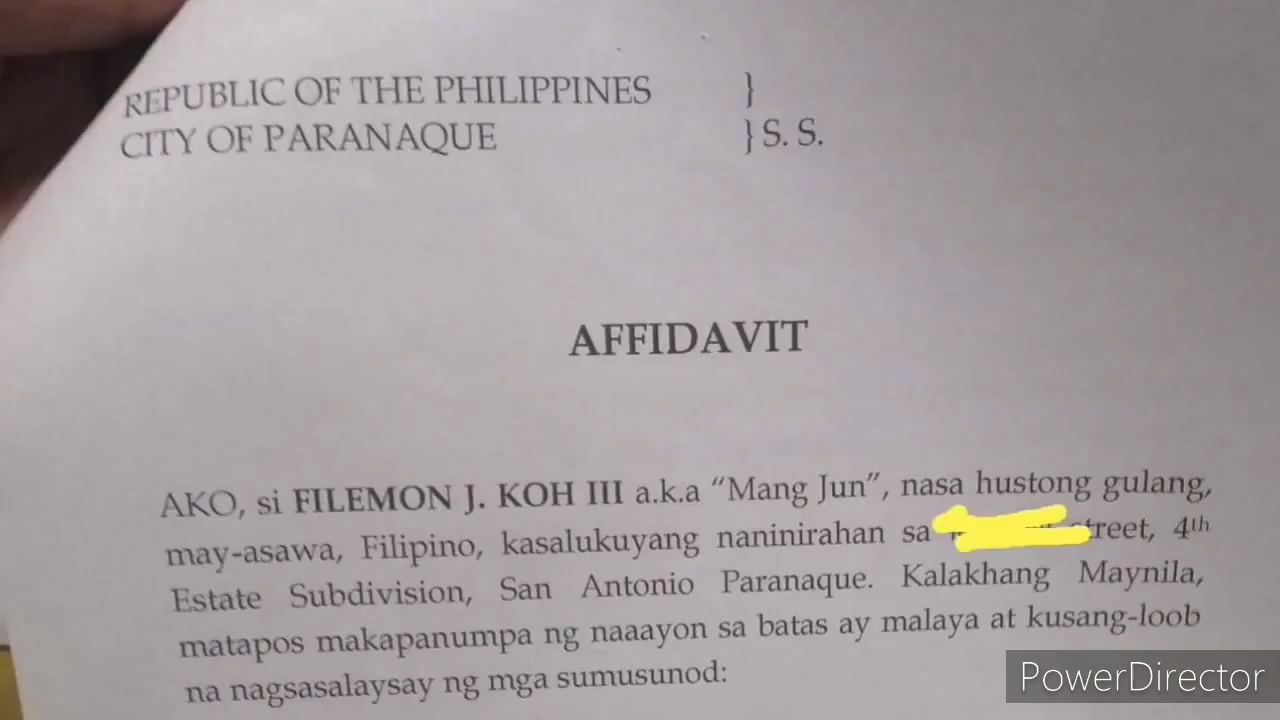 REPUBLIC OF THE PHILIPPINES }
CITY OF PARANAQUE } S. S.
AFFIDAVIT
AKO, si FILEMON J. KOH III a.k.a "Mang Jun", nasa hustong gulang,
may-asawa, Filipino, kasalukuyang naninirahan sa treet, 4th
Estate Subdivision, San Antonio Paranaque. Kalakhang Maynila,
matapos makapanumpa ng naaayon sa batas ay malaya at kusang-loob
na nagsasalaysay ng mga sumusunod:
PowerDirector